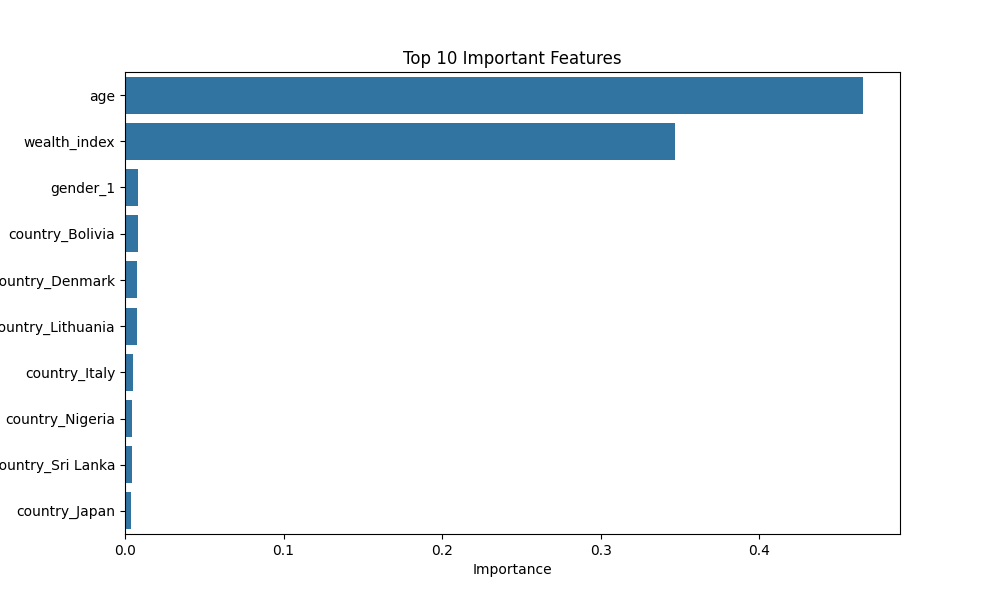 Top 10 Important Features
age
wealth_index
gender_1
country_Bolivia
ountry_Denmark
ountry_Lithuania
country_Italy
country_Nigeria
ountry_Sri Lanka
country_Japan
0.0 0.1 0.2 0.3 0.4
Importance